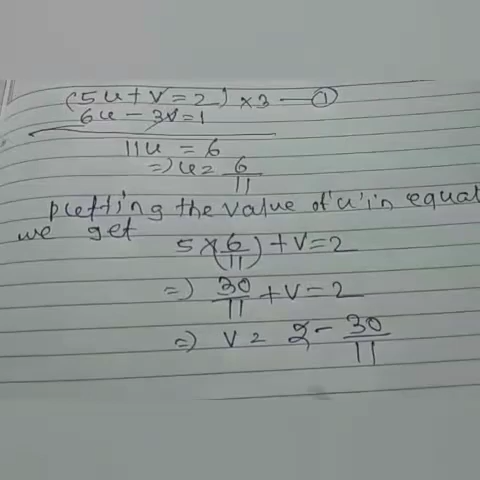 (5u + v = 2) × 3 — ①
6u - 3v = 1
11u = 6
=> u = 6/11
putting the value of 'u' in equat
we get
5 × (6/11) + v = 2
=> 30/11 + v = 2
=> v = 2 - 30/11